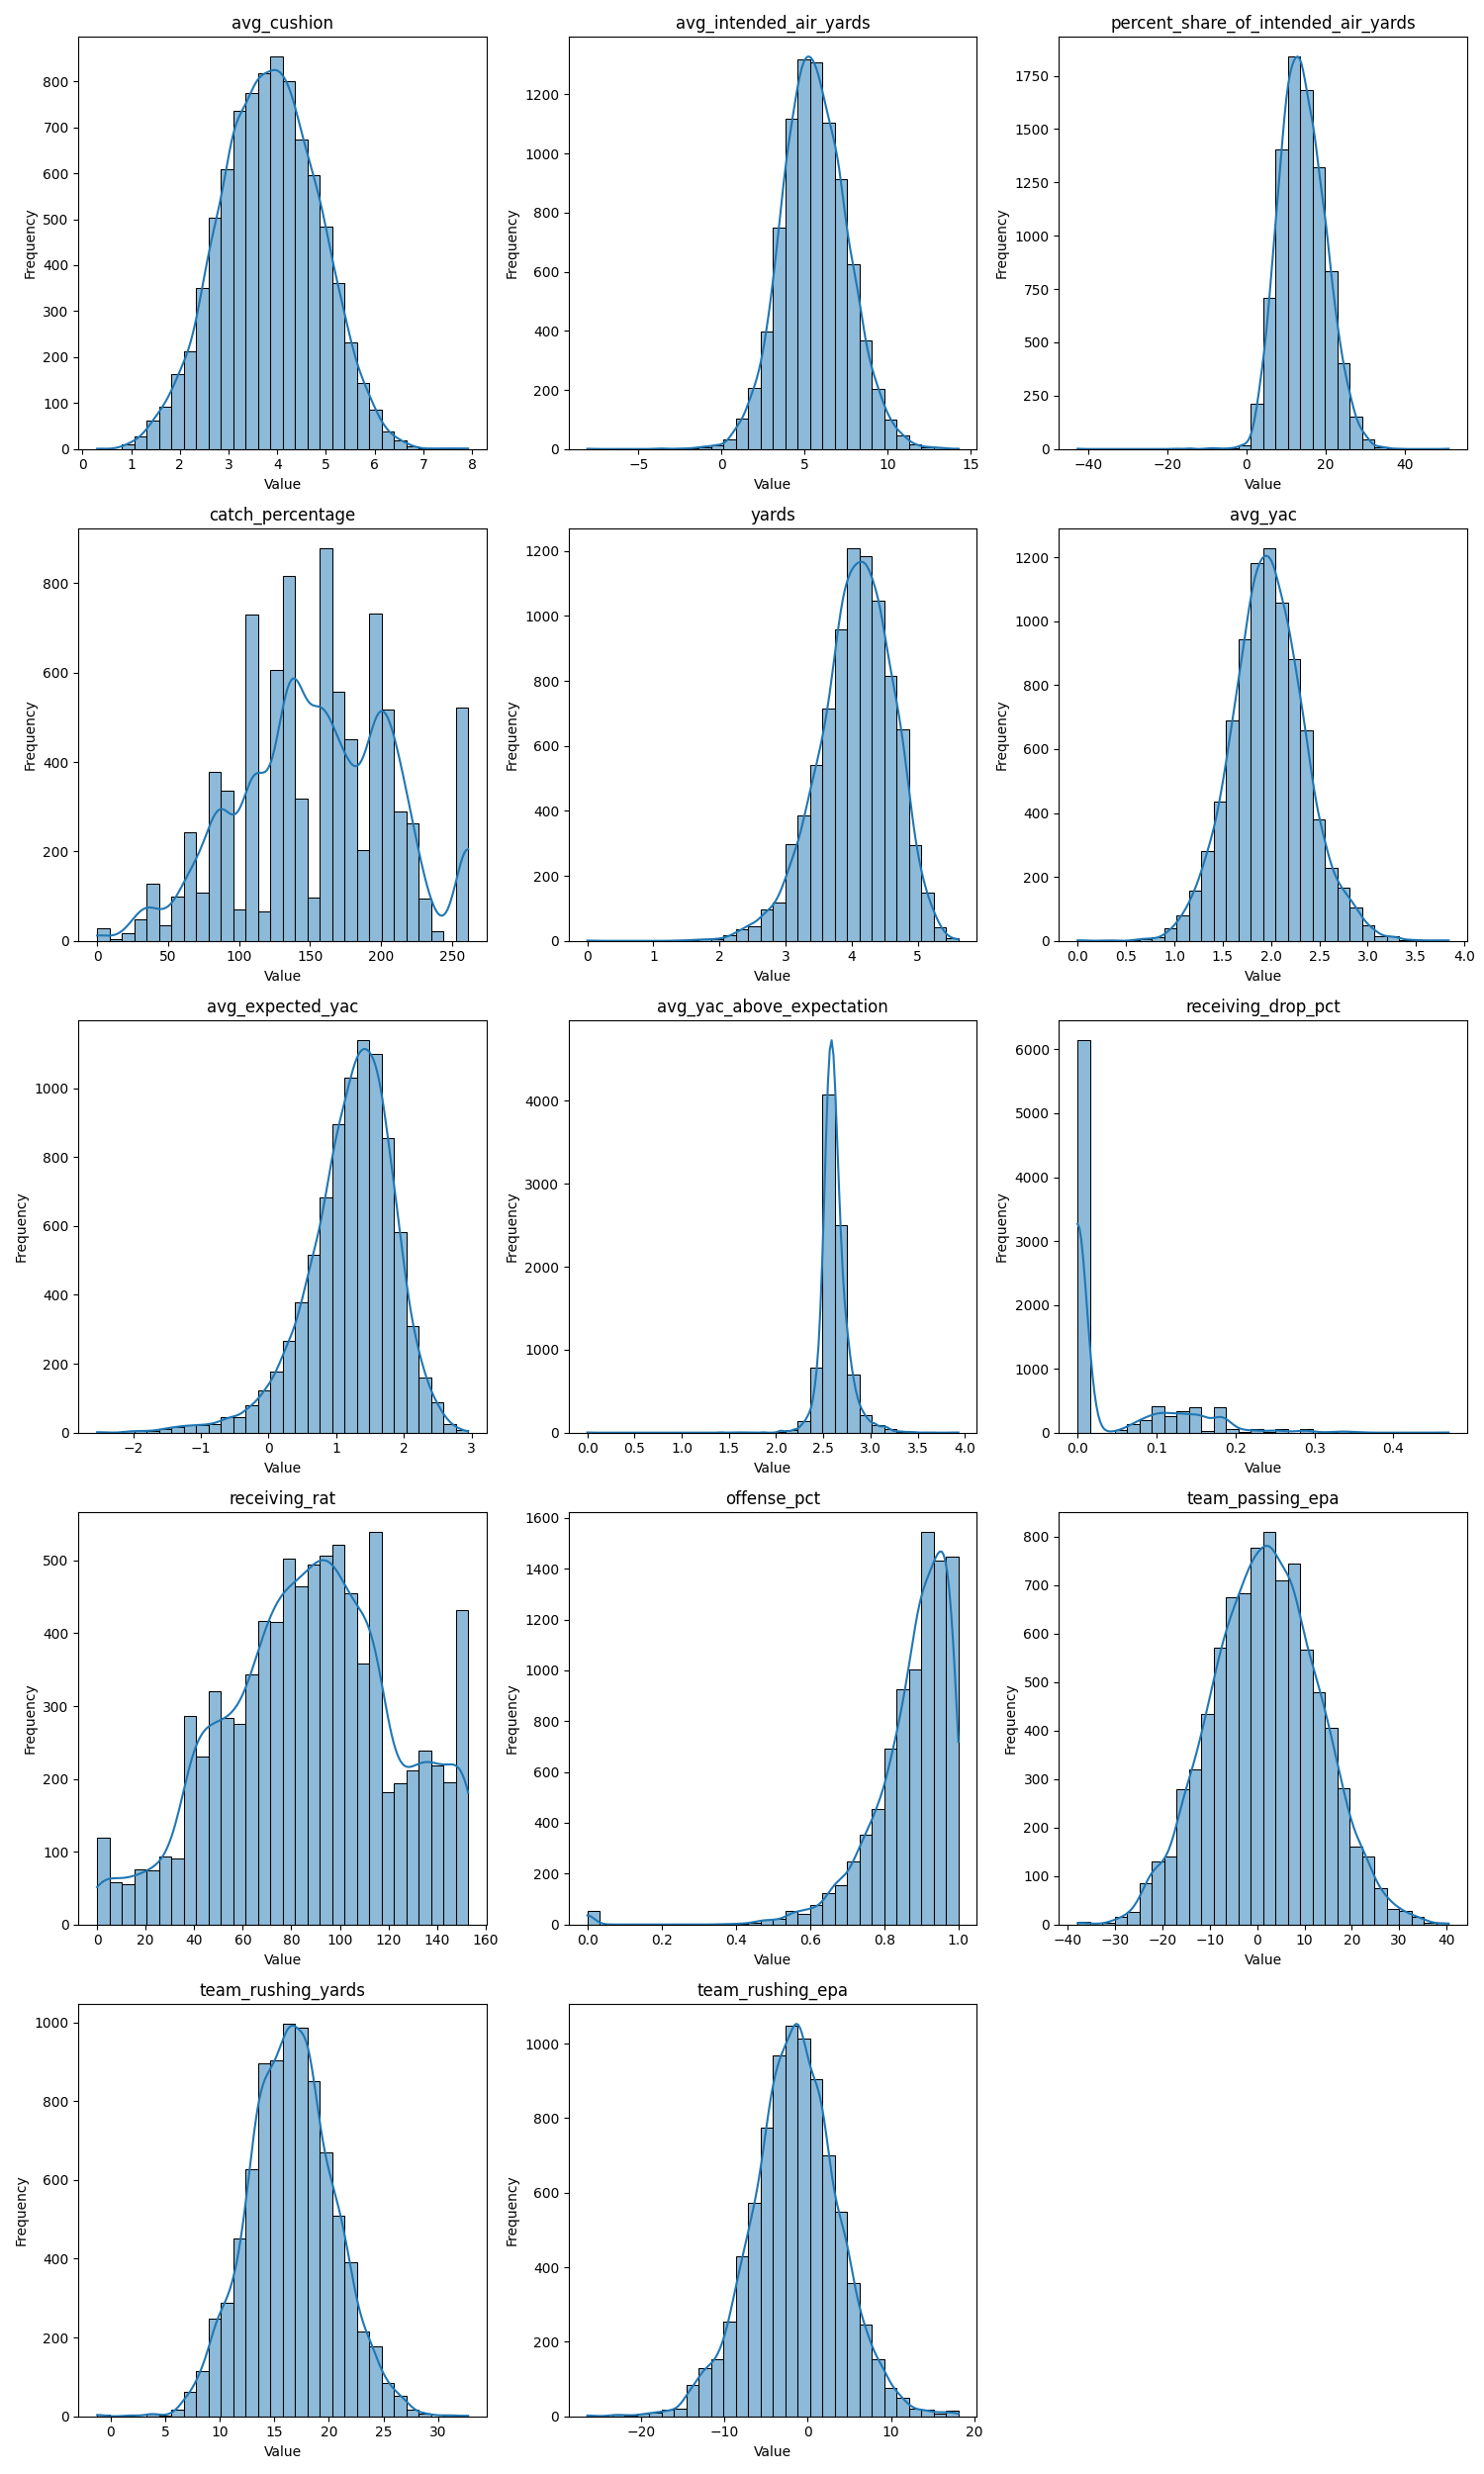 avg_cushion
Frequency
0 100 200 300 400 500 600 700 800
0 1 2 3 4 5 6 7 8
Value
avg_intended_air_yards
Frequency
0 200 400 600 800 1000 1200
−5 0 5 10 15
Value
percent_share_of_intended_air_yards
Frequency
0 250 500 750 1000 1250 1500 1750
−40 −20 0 20 40
Value
catch_percentage
Frequency
0 200 400 600 800
0 50 100 150 200 250
Value
yards
Frequency
0 200 400 600 800 1000 1200
0 1 2 3 4 5
Value
avg_yac
Frequency
0 200 400 600 800 1000 1200
0.0 0.5 1.0 1.5 2.0 2.5 3.0 3.5 4.0
Value
avg_expected_yac
Frequency
0 200 400 600 800 1000
−2 −1 0 1 2 3
Value
avg_yac_above_expectation
Frequency
0 1000 2000 3000 4000
0.0 0.5 1.0 1.5 2.0 2.5 3.0 3.5 4.0
Value
receiving_drop_pct
Frequency
0 1000 2000 3000 4000 5000 6000
0.0 0.1 0.2 0.3 0.4
Value
receiving_rat
Frequency
0 100 200 300 400 500
0 20 40 60 80 100 120 140 160
Value
offense_pct
Frequency
0 200 400 600 800 1000 1200 1400 1600
0.0 0.2 0.4 0.6 0.8 1.0
Value
team_passing_epa
Frequency
0 100 200 300 400 500 600 700 800
−40 −30 −20 −10 0 10 20 30 40
Value
team_rushing_yards
Frequency
0 200 400 600 800 1000
0 5 10 15 20 25 30
Value
team_rushing_epa
Frequency
0 200 400 600 800 1000
−20 −10 0 10 20
Value